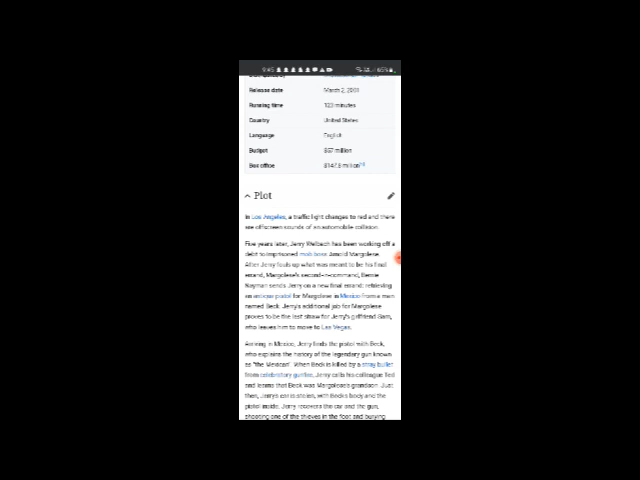 Release date March 2, 2001
Running time 123 minutes
Country United States
Language English
Budget $57 million
Box office $147.8 million
Plot
In Los Angeles, a traffic light changes to red and there
are offscreen sounds of an automobile collision.
Five years later, Jerry Welbach has been working off a
debt to imprisoned mob boss Arnold Margolese.
After Jerry fouls up what was meant to be his final
errand, Margolese's second-in-command, Bernie
Nayman sends Jerry on a new final errand: retrieving
an antique pistol for Margolese in Mexico from a man
named Beck. Jerry's additional job for Margolese
proves to be the last straw for Jerry's girlfriend Sam,
who leaves him to move to Las Vegas.
Arriving in Mexico, Jerry finds the pistol with Beck,
who explains the history of the legendary gun known
as "the Mexican". When Beck is killed by a stray bullet
from celebratory gunfire, Jerry calls his colleague Ted
and learns that Beck was Margolese's grandson. Just
then, Jerry's car is stolen, with Beck's body and the
pistol inside. Jerry recovers the car and the gun,
shooting one of the thieves in the foot and burying